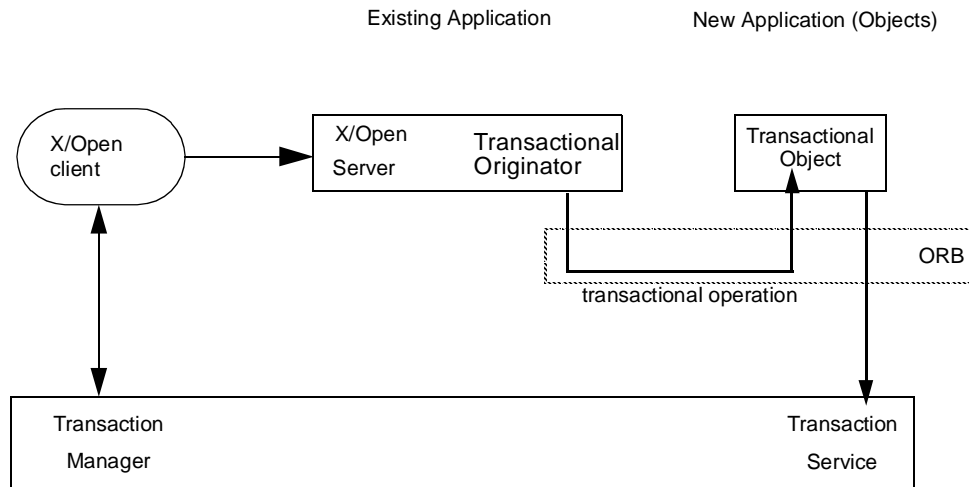 Existing Application
New Application (Objects)
X/Open
client
X/Open
Server
Transactional
Originator
Transactional
Object
ORB
transactional operation
Transaction
Manager
Transaction
Service